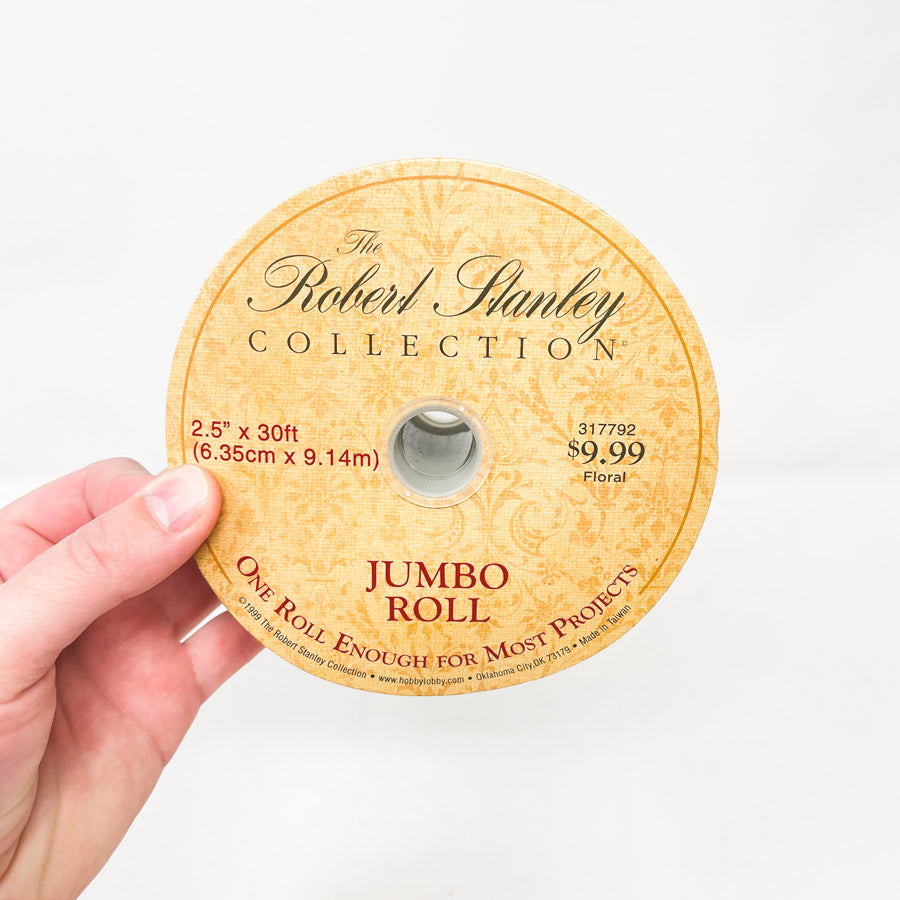 The
Robert Stanley
COLLECTION
2.5" x 30ft
(6.35cm x 9.14m)
317792
$9.99
Floral
JUMBO
ROLL
ONE ROLL ENOUGH FOR MOST PROJECTS
©1999 The Robert Stanley Collection • www.hobbylobby.com • Oklahoma City, OK 73179 • Made in Taiwan